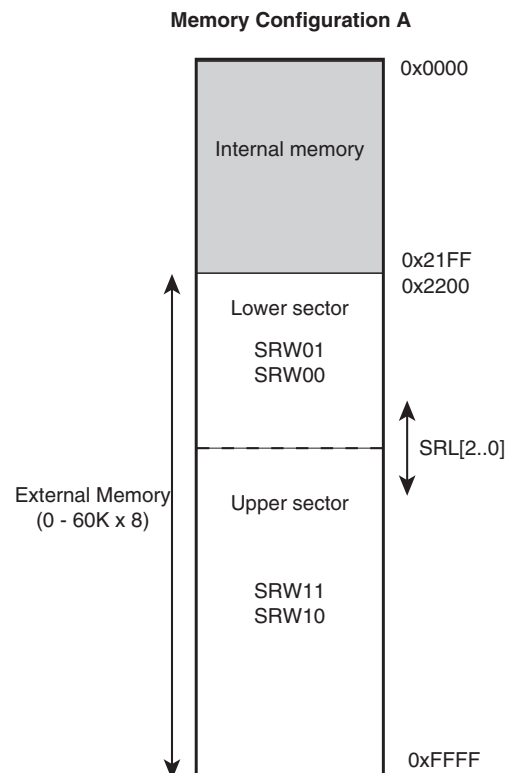 Memory Configuration A
0x0000
Internal memory
0x21FF
0x2200
Lower sector
SRW01
SRW00
SRL[2..0]
External Memory
(0 - 60K x 8)
Upper sector
SRW11
SRW10
0xFFFF